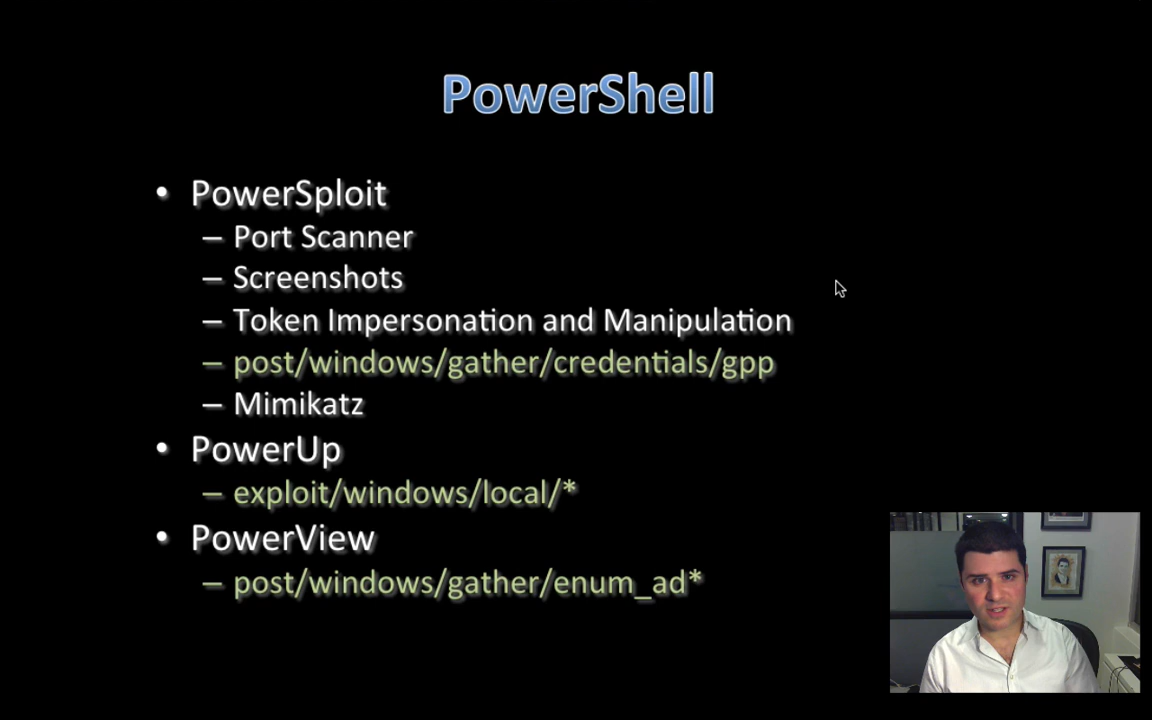 PowerShell
• PowerSploit
– Port Scanner
– Screenshots
– Token Impersonation and Manipulation
– post/windows/gather/credentials/gpp
– Mimikatz
• PowerUp
– exploit/windows/local/*
• PowerView
– post/windows/gather/enum_ad*